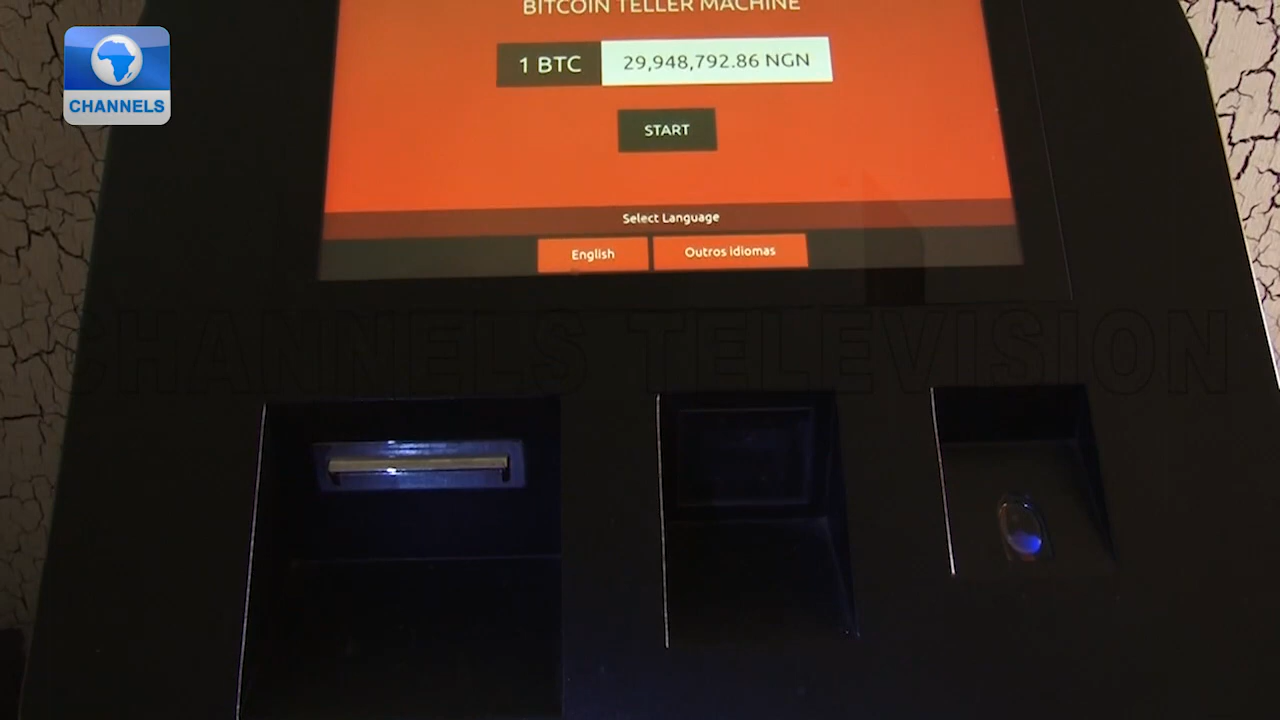 BITCOIN TELLER MACHINE
1 BTC 29,948,792.86 NGN
START
Select Language
English Outros idiomas
CHANNELS
CHANNELS TELEVISION